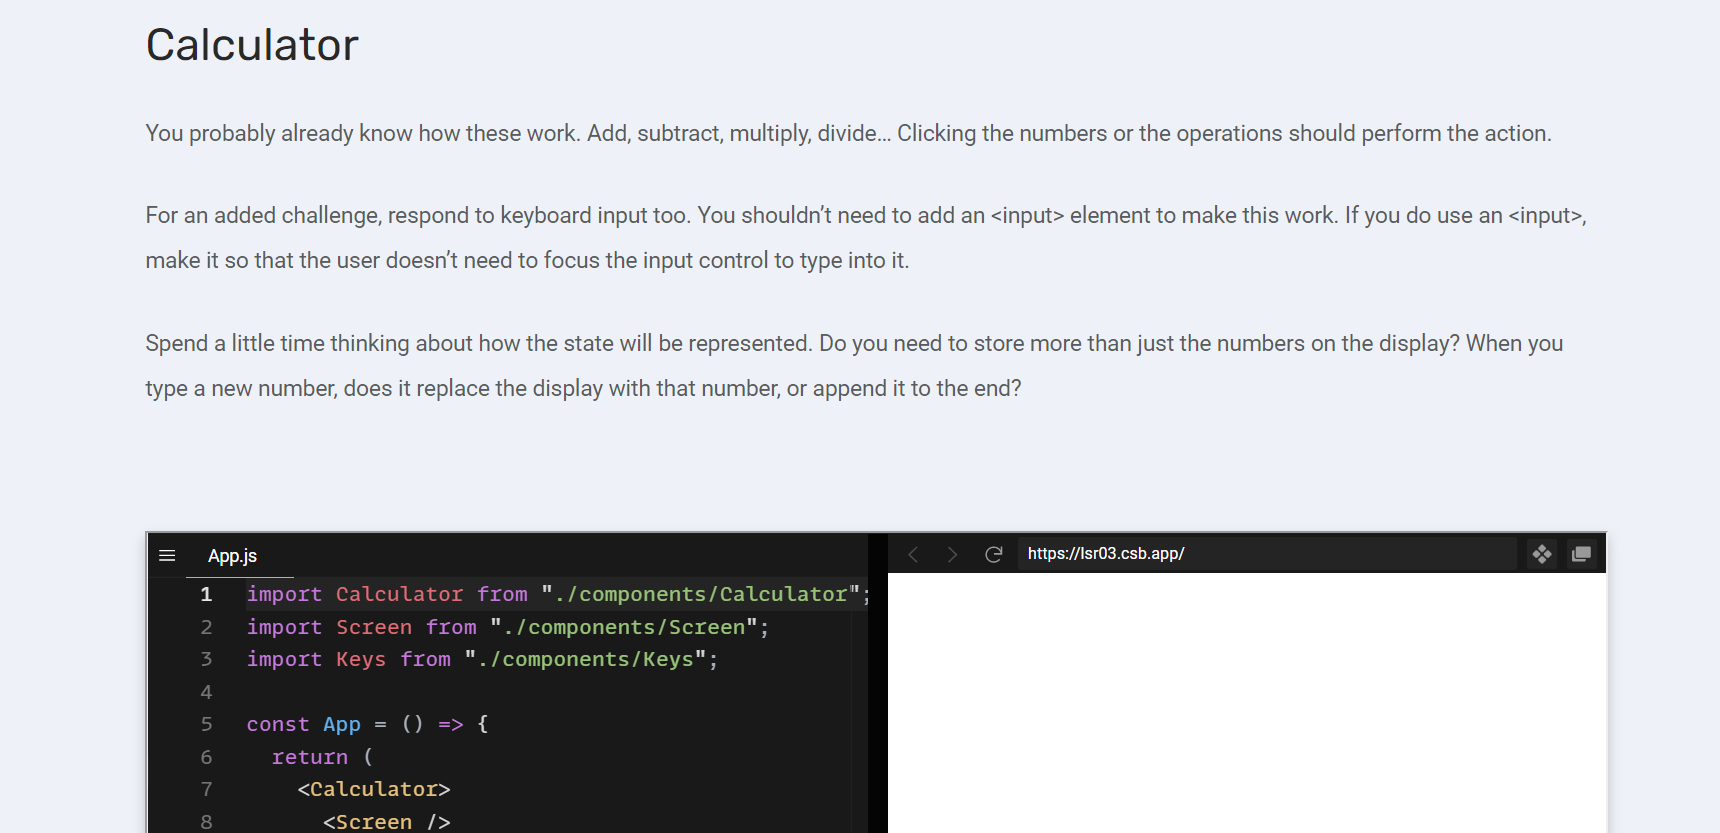 Calculator
You probably already know how these work. Add, subtract, multiply, divide… Clicking the numbers or the operations should perform the action.
For an added challenge, respond to keyboard input too. You shouldn’t need to add an <input> element to make this work. If you do use an <input>,
make it so that the user doesn’t need to focus the input control to type into it.
Spend a little time thinking about how the state will be represented. Do you need to store more than just the numbers on the display? When you
type a new number, does it replace the display with that number, or append it to the end?
App.js
https://lsr03.csb.app/
1 import Calculator from "./components/Calculator";
2 import Screen from "./components/Screen";
3 import Keys from "./components/Keys";
4
5 const App = () => {
6 return (
7 <Calculator>
8 <Screen />